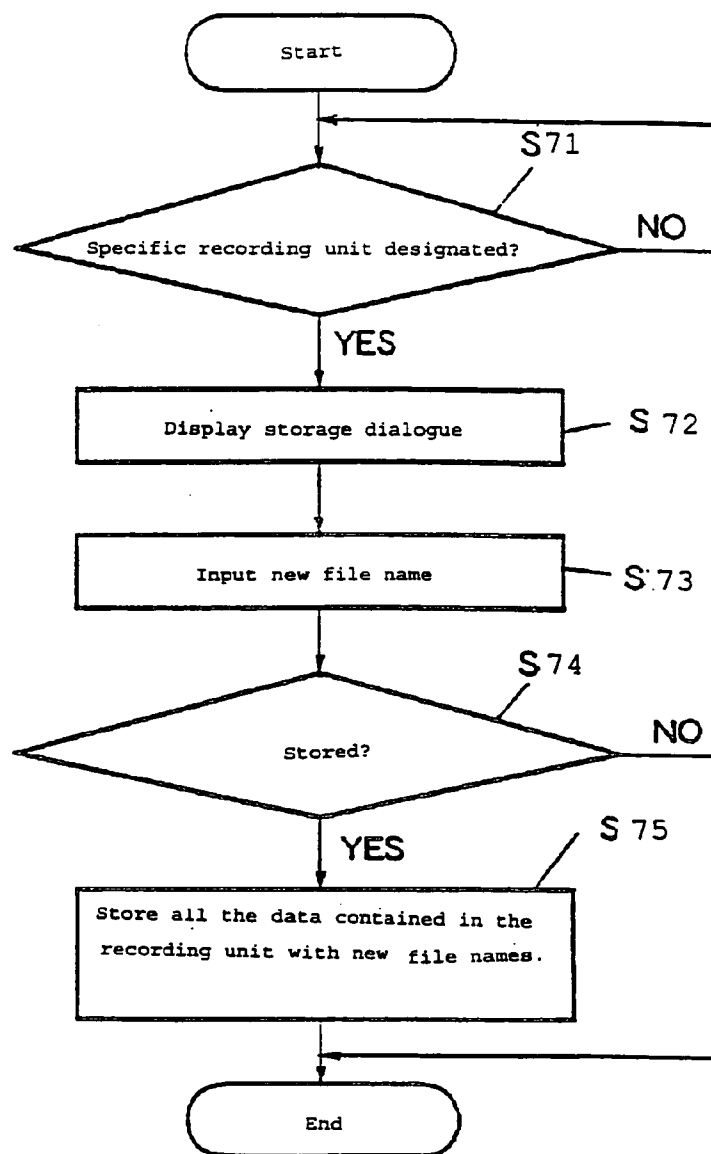 Start
S71
Specific recording unit designated?
NO
YES
Display storage dialogue
S 72
Input new file name
S 73
S 74
Stored?
NO
YES
S 75
Store all the data contained in the
recording unit with new file names.
End